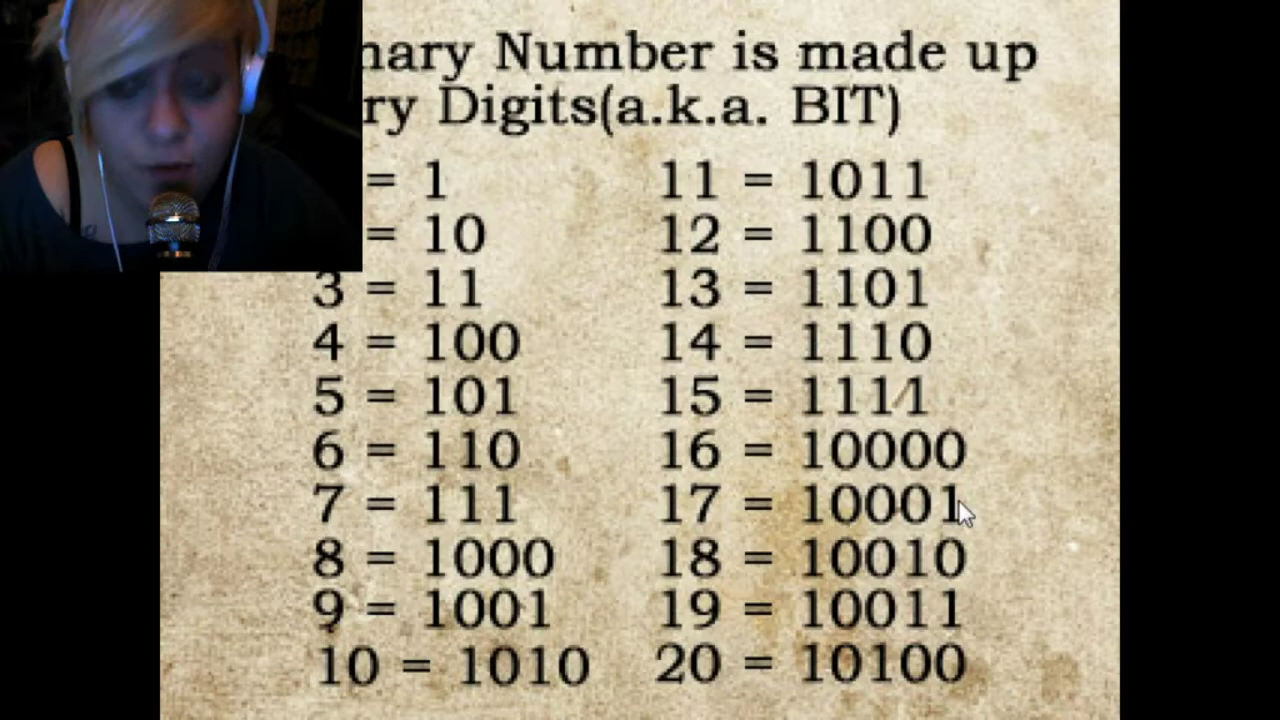 Number is made up
Digits(a.k.a. BIT)
= 1 11 = 1011
= 10 12 = 1100
3 = 11 13 = 1101
4 = 100 14 = 1110
5 = 101 15 = 1111
6 = 110 16 = 10000
7 = 111 17 = 10001
8 = 1000 18 = 10010
9 = 1001 19 = 10011
10 = 1010 20 = 10100